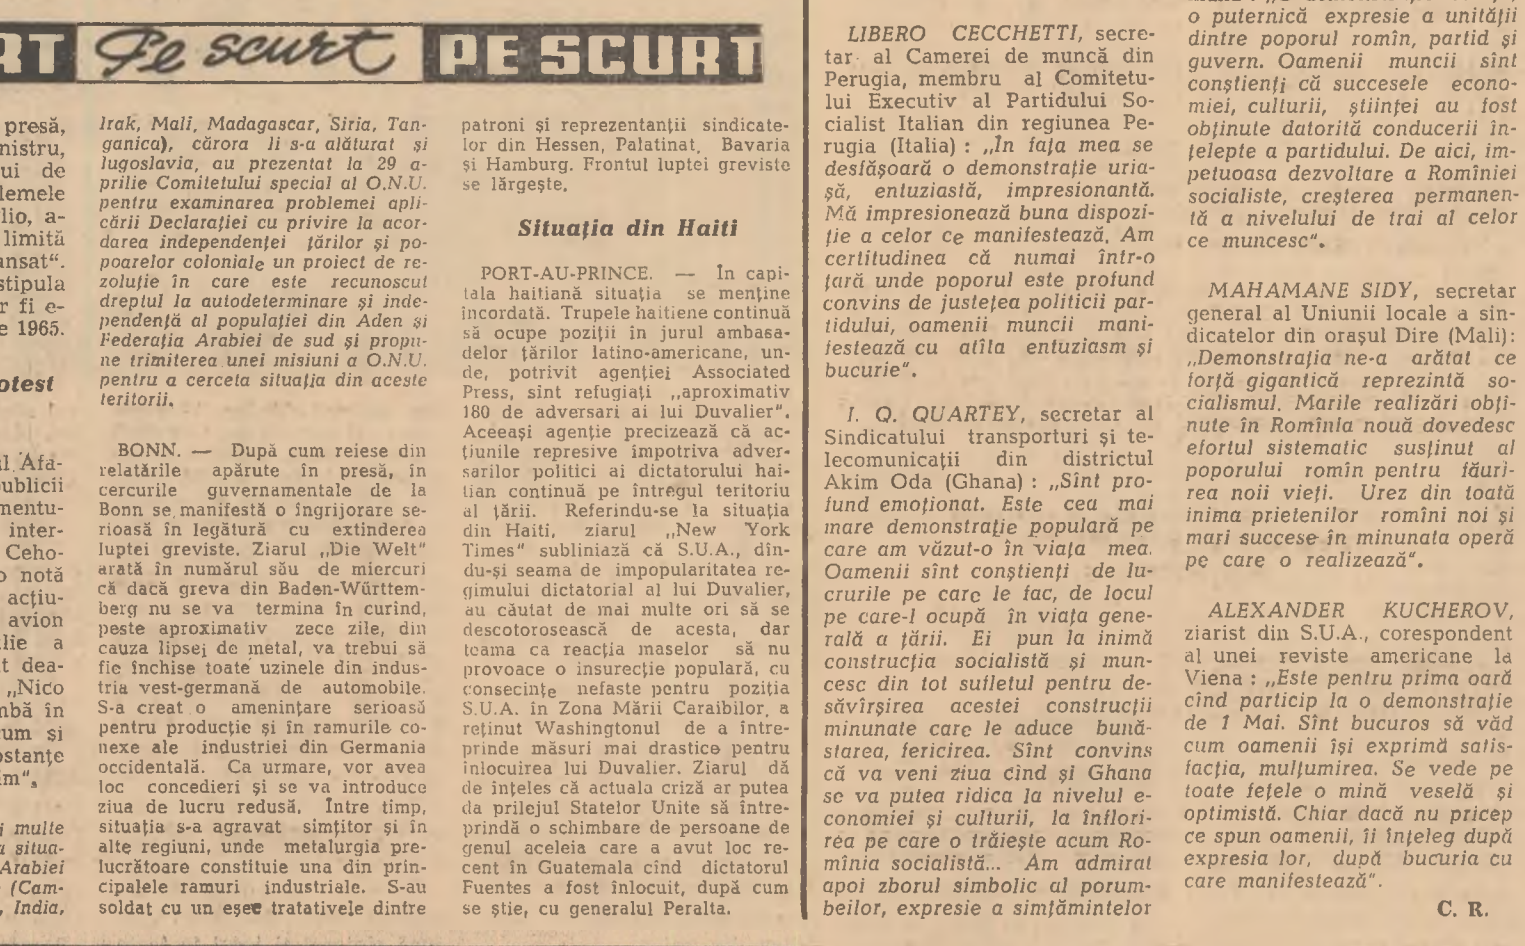 RT Pe scurt PE SCURT
presă,
nistru,
ui de
lemele
lio, a-
limită
ansat“.
stipula
r fi e-
e 1965.
otest
l Afa-
ublicii
mentu-
inter-
Ceho-
o notă
acțiu-
avion
lie a
t dea-
„Nico
mbă în
um și
ostanțe
im“.
i multe
a situa-
Arabiei
(Cam-
, India,
Irak, Mali, Madagascar, Siria, Tan-
ganica), cărora li s-a alăturat și
Iugoslavia, au prezentat la 29 a-
prilie Comitetului special al O.N.U.
pentru examinarea problemei apli-
cării Declarației cu privire la acor-
darea independenței țărilor și po-
poarelor coloniale un proiect de re-
zoluție în care este recunoscut
dreptul la autodeterminare și inde-
pendență al populației din Aden și
Federația Arabiei de sud și propu-
ne trimiterea unei misiuni a O.N.U.
pentru a cerceta situația din aceste
teritorii.
BONN. — După cum reiese din
relatările apărute în presă, în
cercurile guvernamentale de la
Bonn se manifestă o îngrijorare se-
rioasă în legătură cu extinderea
luptei greviste. Ziarul „Die Welt“
arată în numărul său de miercuri
că dacă greva din Baden-Württem-
berg nu se va termina în curind,
peste aproximativ zece zile, din
cauza lipsei de metal, va trebui să
fie închise toate uzinele din indus-
tria vest-germană de automobile.
S-a creat o amenințare serioasă
pentru producție și în ramurile co-
nexe ale industriei din Germania
occidentală. Ca urmare, vor avea
loc concedieri și se va introduce
ziua de lucru redusă. Între timp,
situația s-a agravat simțitor și în
alte regiuni, unde metalurgia pre-
lucrătoare constituie una din prin-
cipalele ramuri industriale. S-au
soldat cu un eșec tratativele dintre
patroni și reprezentanții sindicate-
lor din Hessen, Palatinat, Bavaria
și Hamburg. Frontul luptei greviste
se lărgește.
Situația din Haiti
PORT-AU-PRINCE. — În capi-
tala haitiană situația se menține
încordată. Trupele haitiene continuă
să ocupe poziții în jurul ambasa-
delor țărilor latino-americane, un-
de, potrivit agenției Associated
Press, sînt refugiați „aproximativ
180 de adversari ai lui Duvalier“.
Aceeași agenție precizează că ac-
țiunile represive împotriva adver-
sarilor politici ai dictatorului hai-
tian continuă pe întregul teritoriu
al țării. Referindu-se la situația
din Haiti, ziarul „New York
Times“ subliniază că S.U.A., dîn-
du-și seama de impopularitatea re-
gimului dictatorial al lui Duvalier,
au căutat de mai multe ori să se
descotorosească de acesta, dar
teama ca reacția maselor să nu
provoace o insurecție populară, cu
consecințe nefaste pentru poziția
S.U.A. în Zona Mării Caraibilor, a
reținut Washingtonul de a între-
prinde măsuri mai drastice pentru
înlocuirea lui Duvalier. Ziarul dă
de înțeles că actuala criză ar putea
da prilejul Statelor Unite să între-
prindă o schimbare de persoane de
genul aceleia care a avut loc re-
cent în Guatemala cînd dictatorul
Fuentes a fost înlocuit, după cum
se știe, cu generalul Peralta.
LIBERO CECCHETTI, secre-
tar al Camerei de muncă din
Perugia, membru al Comitetu-
lui Executiv al Partidului So-
cialist Italian din regiunea Pe-
rugia (Italia) : „În fața mea se
desfășoară o demonstrație uria-
șă, entuziastă, impresionantă.
Mă impresionează buna dispozi-
ție a celor ce manifestează. Am
certitudinea că numai într-o
țară unde poporul este profund
convins de justețea politicii par-
tidului, oamenii muncii mani-
festează cu atîta entuziasm și
bucurie“.
I. Q. QUARTEY, secretar al
Sindicatului transporturi și te-
lecomunicații din districtul
Akim Oda (Ghana) : „Sînt pro-
fund emoționat. Este cea mai
mare demonstrație populară pe
care am văzut-o în viața mea.
Oamenii sînt conștienți de lu-
crurile pe care le fac, de locul
pe care-l ocupă în viața gene-
rală a țării. Ei pun la inimă
construcția socialistă și mun-
cesc din tot sufletul pentru de-
săvîrșirea acestei construcții
minunate care le aduce bună-
starea, fericirea. Sînt convins
că va veni ziua cînd și Ghana
se va putea ridica la nivelul e-
conomiei și culturii, la înflori-
rea pe care o trăiește acum Ro-
mînia socialistă... Am admirat
apoi zborul simbolic al porum-
beilor, expresie a simțămintelor
o puternică expresie a unității
dintre poporul romîn, partid și
guvern. Oamenii muncii sînt
conștienți că succesele econo-
miei, culturii, științei au fost
obținute datorită conducerii în-
țelepte a partidului. De aici, im-
petuoasa dezvoltare a Romîniei
socialiste, creșterea permanen-
tă a nivelului de trai al celor
ce muncesc“.
MAHAMANE SIDY, secretar
general al Uniunii locale a sin-
dicatelor din orașul Dire (Mali):
„Demonstrația ne-a arătat ce
forță gigantică reprezintă so-
cialismul. Marile realizări obți-
nute în Romînia nouă dovedesc
efortul sistematic susținut al
poporului romîn pentru făuri-
rea noii vieți. Urez din toată
inima prietenilor romîni noi și
mari succese în minunata operă
pe care o realizează“.
ALEXANDER KUCHEROV,
ziarist din S.U.A., corespondent
al unei reviste americane la
Viena : „Este pentru prima oară
cînd particip la o demonstrație
de 1 Mai. Sînt bucuros să văd
cum oamenii își exprimă satis-
facția, mulțumirea. Se vede pe
toate fețele o mină veselă și
optimistă. Chiar dacă nu pricep
ce spun oamenii, îi înțeleg după
expresia lor, după bucuria cu
care manifestează“.
C. R.